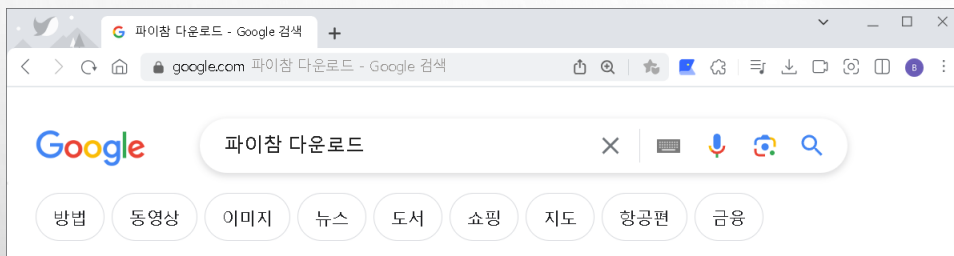 파이참 다운로드 - Google 검색
google.com 파이참 다운로드 - Google 검색
B
Google 파이참 다운로드
방법 동영상 이미지 뉴스 도서 쇼핑 지도 항공편 금융